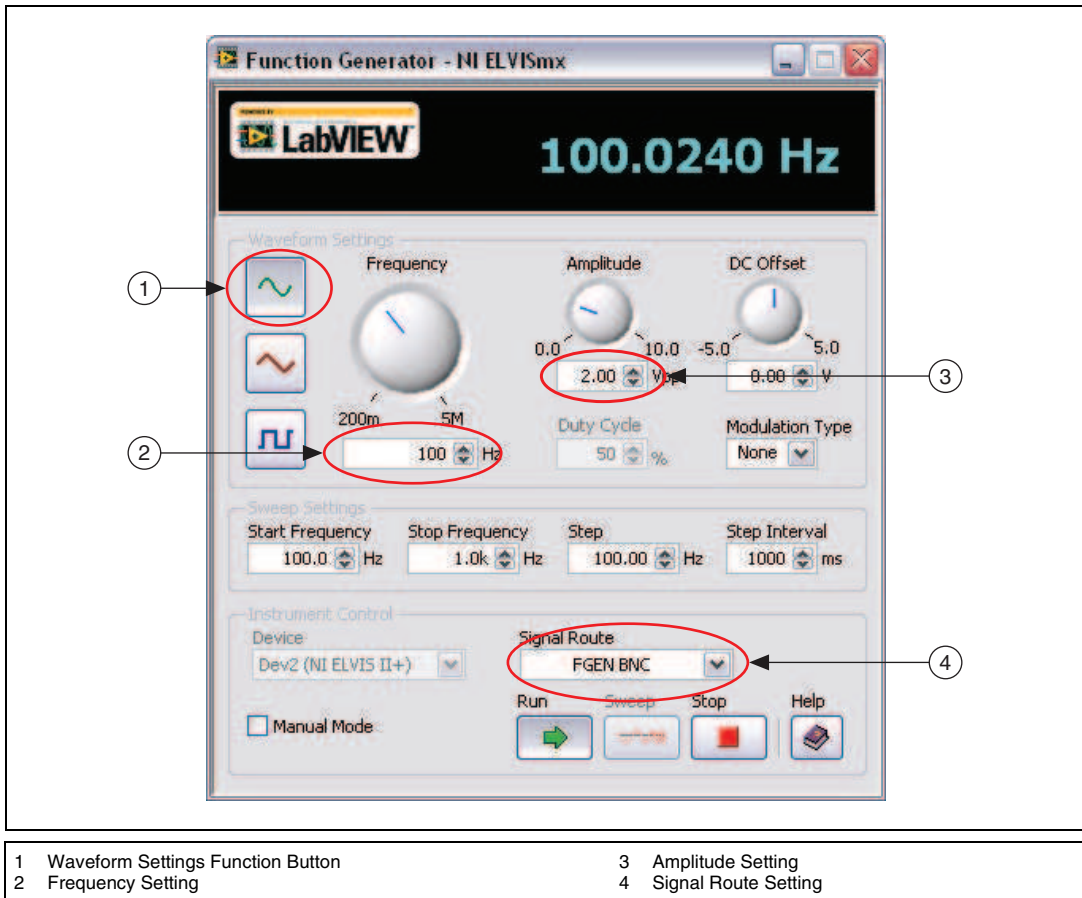 Function Generator - NI ELVISmx
LabVIEW
100.0240 Hz
Waveform Settings
Frequency
Amplitude
DC Offset
1
0.0
10.0
-5.0
5.0
2.00
Vpp
0.00
V
3
200m
5M
Duty Cycle
Modulation Type
2
100
Hz
50
%
None
Sweep Settings
Start Frequency
Stop Frequency
Step
Step Interval
100.0 Hz
1.0k Hz
100.00 Hz
1000 ms
Instrument Control
Device
Signal Route
Dev2 (NI ELVIS II+)
FGEN BNC
4
Run
Sweep
Stop
Help
Manual Mode
1 Waveform Settings Function Button
2 Frequency Setting
3 Amplitude Setting
4 Signal Route Setting